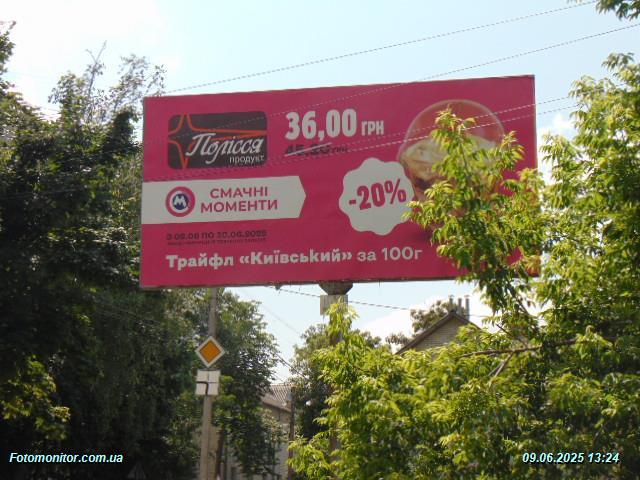 Полісся
продукт
36,00 ГРН
-20%
СМАЧНІ
МОМЕНТИ
Трайфл «Київський» за 100г
Fotomonitor.com.ua
09.06.2025 13:24